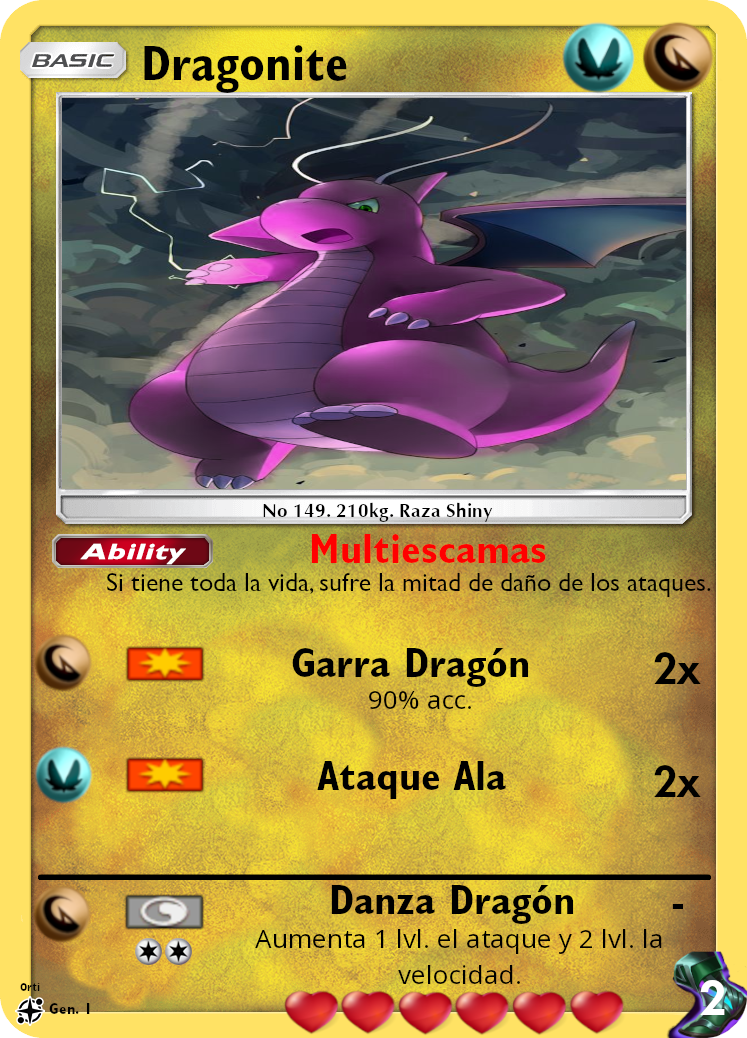 BASIC Dragonite
No 149. 210kg. Raza Shiny
Ability Multiescamas
Si tiene toda la vida, sufre la mitad de daño de los ataques.
Garra Dragón 2x
90% acc.
Ataque Ala 2x
Danza Dragón -
Aumenta 1 lvl. el ataque y 2 lvl. la
velocidad.
Orti
Gen. I
2